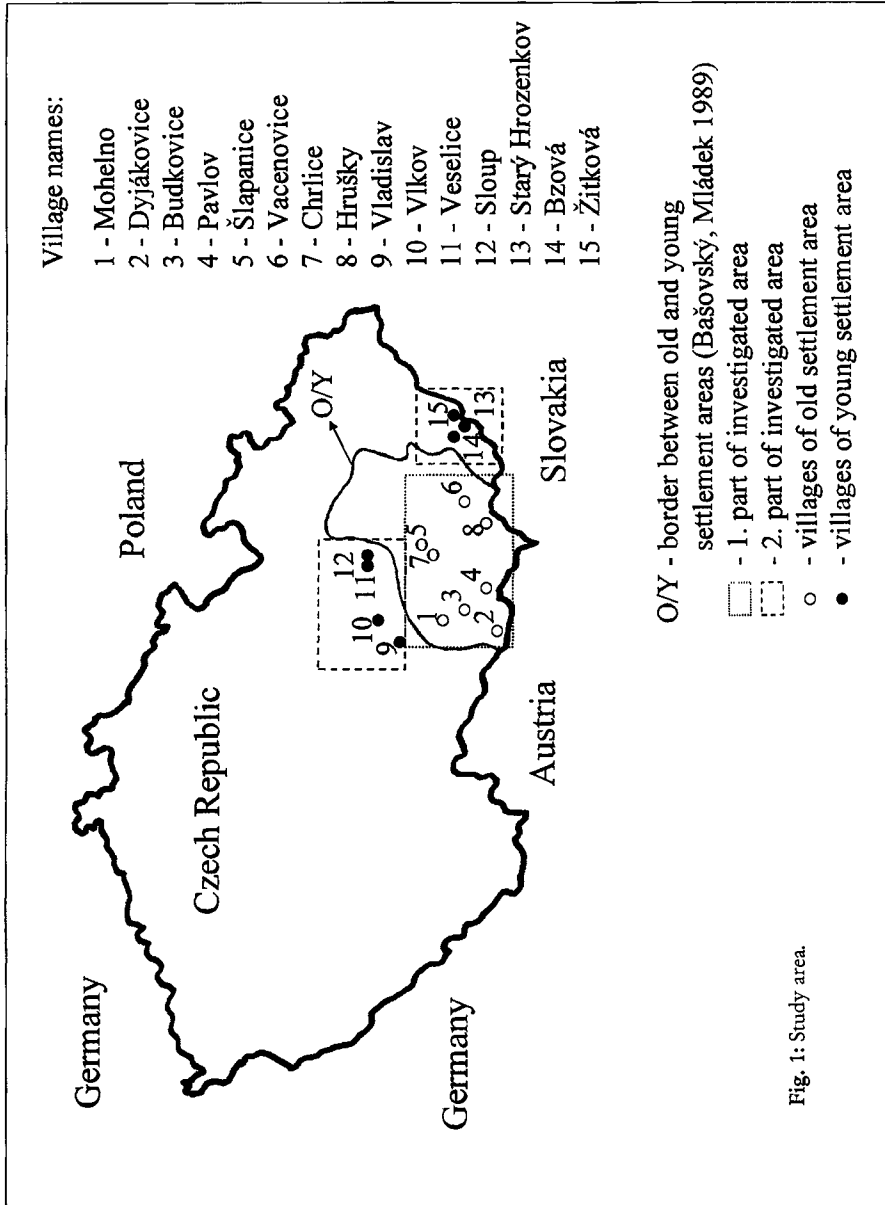 Germany
Poland
Czech Republic
Germany
Austria
Slovakia
O/Y
1
2
3
4
5
6
7
8
9
10
11
12
13
14
15
Village names:
1 - Mohelno
2 - Dyjákovice
3 - Budkovice
4 - Pavlov
5 - Šlapanice
6 - Vacenovice
7 - Chrlice
8 - Hrušky
9 - Vladislav
10 - Vlkov
11 - Veselice
12 - Sloup
13 - Starý Hrozenkov
14 - Bzová
15 - Žitková
O/Y - border between old and young
settlement areas (Bašovský, Mládek 1989)
- 1. part of investigated area
- 2. part of investigated area
- villages of old settlement area
- villages of young settlement area
Fig. 1: Study area.